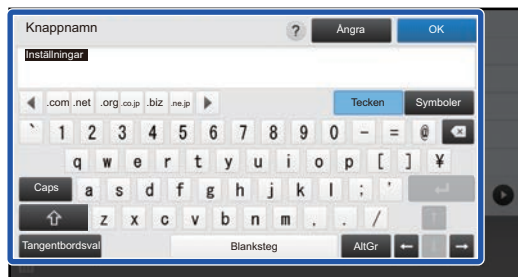 Knappnamn ? Ångra OK
Inställningar
.com .net .org .co.jp .biz .ne.jp Tecken Symboler
` 1 2 3 4 5 6 7 8 9 0 - = @
q w e r t y u i o p [ ] ¥
Caps a s d f g h j k l ; '
z x c v b n m , . /
Tangentbordsval Blanksteg AltGr